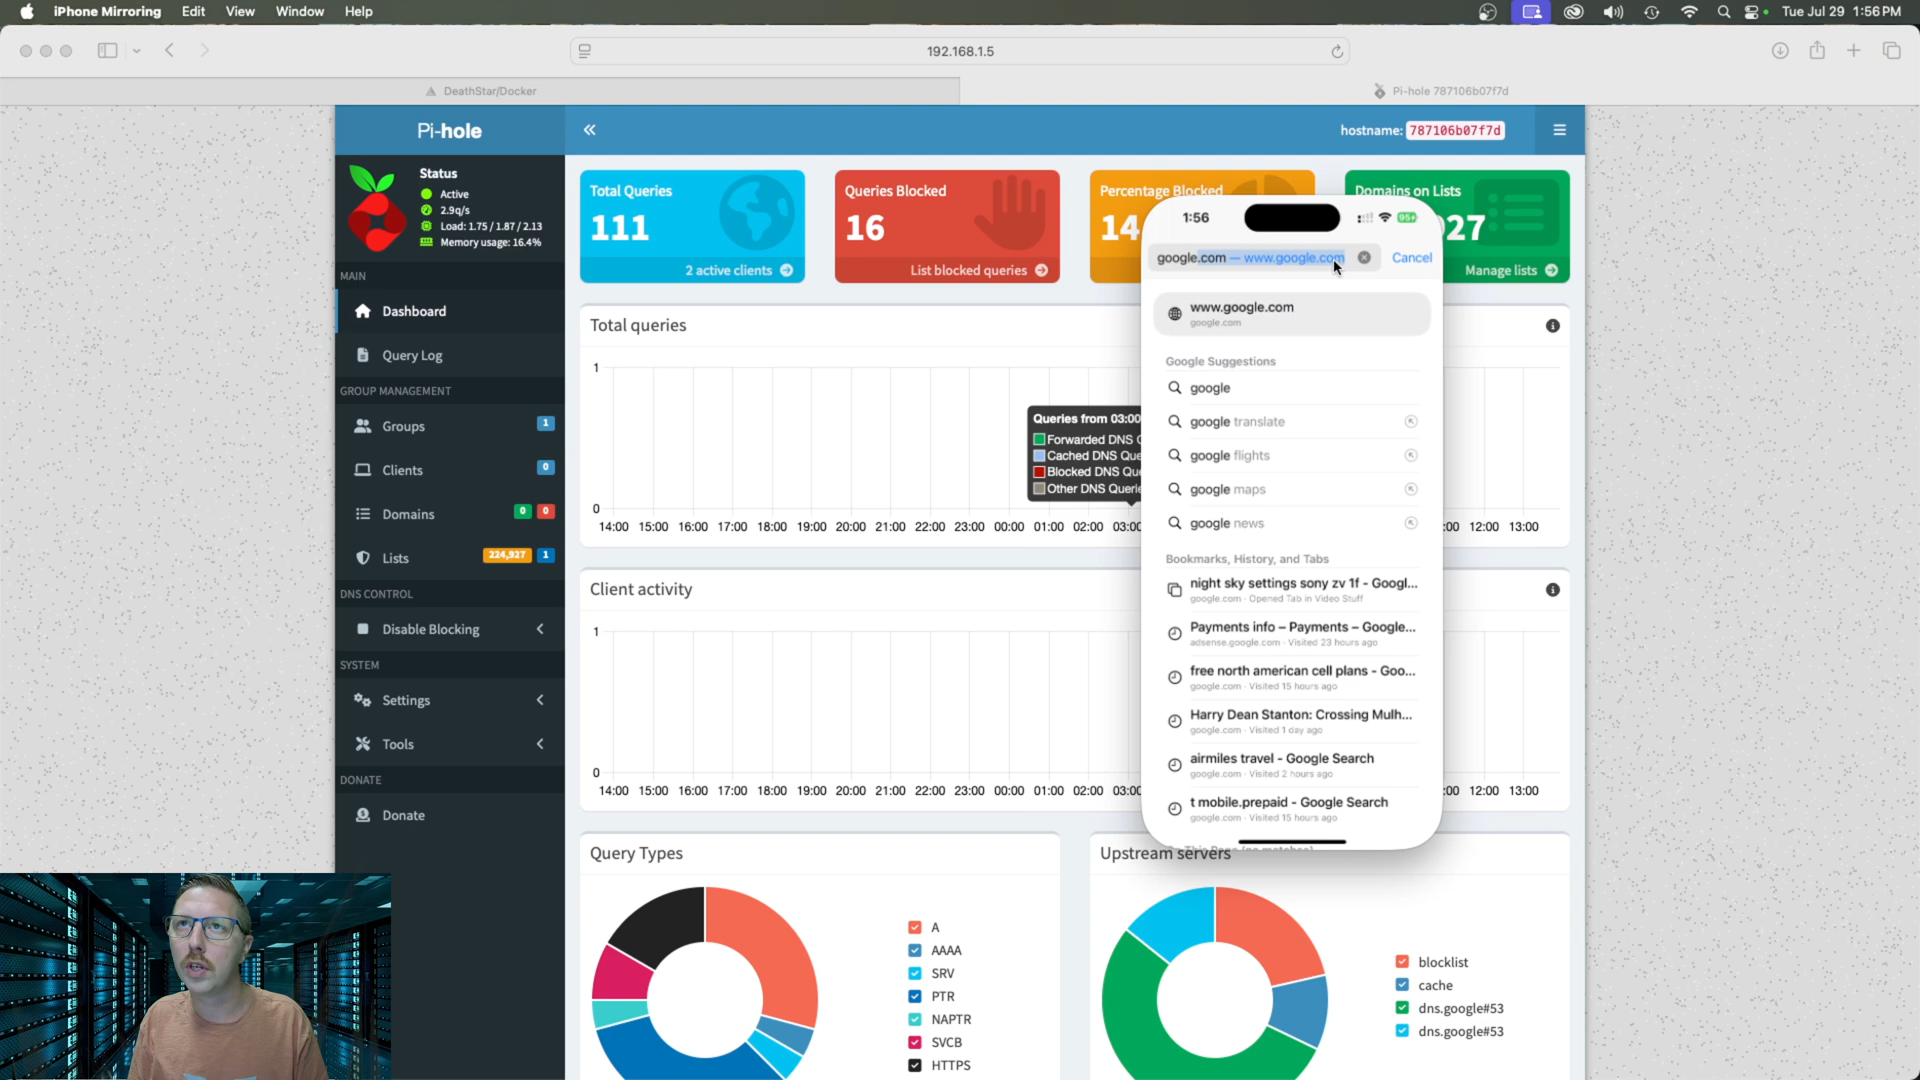 iPhone Mirroring Edit View Window Help
Tue Jul 29 1:56 PM
192.168.1.5
DeathStar/Docker
Pi-hole 787106b07f7d
Pi-hole
hostname: 787106b07f7d
Status
Active
2.9q/s
Load: 1.75 / 1.87 / 2.13
Memory usage: 16.4%
MAIN
Dashboard
Query Log
GROUP MANAGEMENT
Groups 1
Clients 0
Domains 0 0
Lists 224,927 1
DNS CONTROL
Disable Blocking
SYSTEM
Settings
Tools
DONATE
Donate
Total Queries
111
2 active clients
Queries Blocked
16
List blocked queries
Percentage Blocked
14
Domains on Lists
27
Manage lists
Total queries
1
0
14:00 15:00 16:00 17:00 18:00 19:00 20:00 21:00 22:00 23:00 00:00 01:00 02:00 03:00
:00 12:00 13:00
Queries from 03:00
Forwarded DNS
Cached DNS Que
Blocked DNS Que
Other DNS Querie
Client activity
1
0
14:00 15:00 16:00 17:00 18:00 19:00 20:00 21:00 22:00 23:00 00:00 01:00 02:00 03:00
:00 12:00 13:00
Query Types
A
AAAA
SRV
PTR
NAPTR
SVCB
HTTPS
Upstream servers
blocklist
cache
dns.google#53
dns.google#53
1:56
95+
google.com — www.google.com
Cancel
www.google.com
google.com
Google Suggestions
google
google translate
google flights
google maps
google news
Bookmarks, History, and Tabs
night sky settings sony zv 1f - Googl...
google.com · Opened Tab in Video Stuff
Payments info – Payments – Google...
adsense.google.com · Visited 23 hours ago
free north american cell plans - Goo...
google.com · Visited 15 hours ago
Harry Dean Stanton: Crossing Mulh...
google.com · Visited 1 day ago
airmiles travel - Google Search
google.com · Visited 2 hours ago
t mobile.prepaid - Google Search
google.com · Visited 15 hours ago